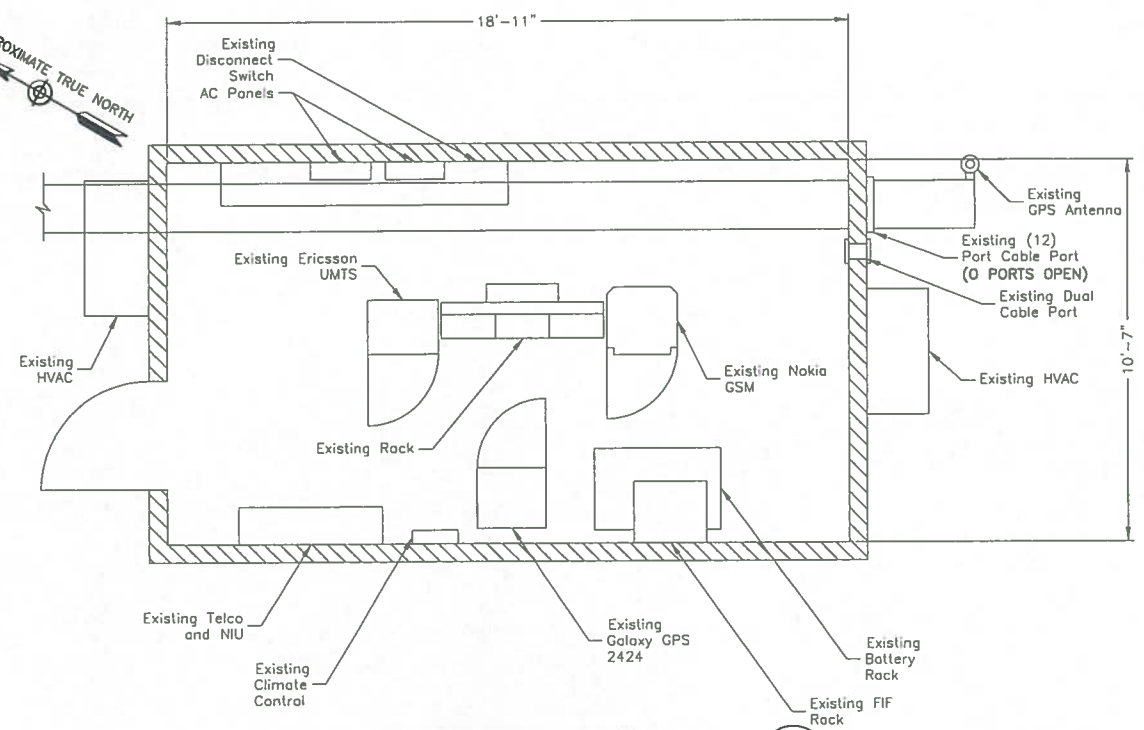 18'-11"
Existing
Disconnect
Switch
AC Panels
OXIMATE TRUE NORTH
Existing
GPS Antenna
Existing (12)
Port Cable Port
(0 PORTS OPEN)
Existing Dual
Cable Port
10'-7"
Existing Ericsson
UMTS
Existing
HVAC
Existing Nokia
GSM
Existing HVAC
Existing Rack
Existing Telco
and NIU
Existing
Climate
Control
Existing
Galaxy GPS
2424
Existing
Battery
Rack
Existing FIF
Rack